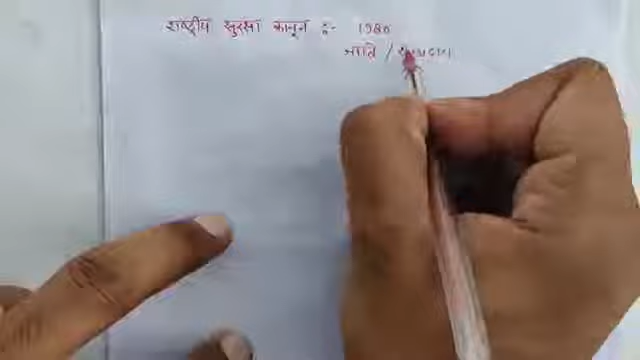 राष्ट्रीय सुरक्षा कानून :- 1980
जाति /